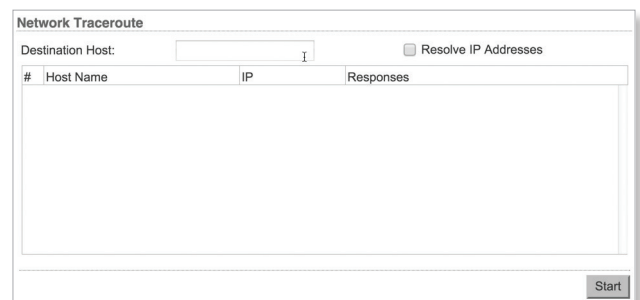 Network Traceroute
Destination Host: Resolve IP Addresses
# Host Name IP Responses
Start